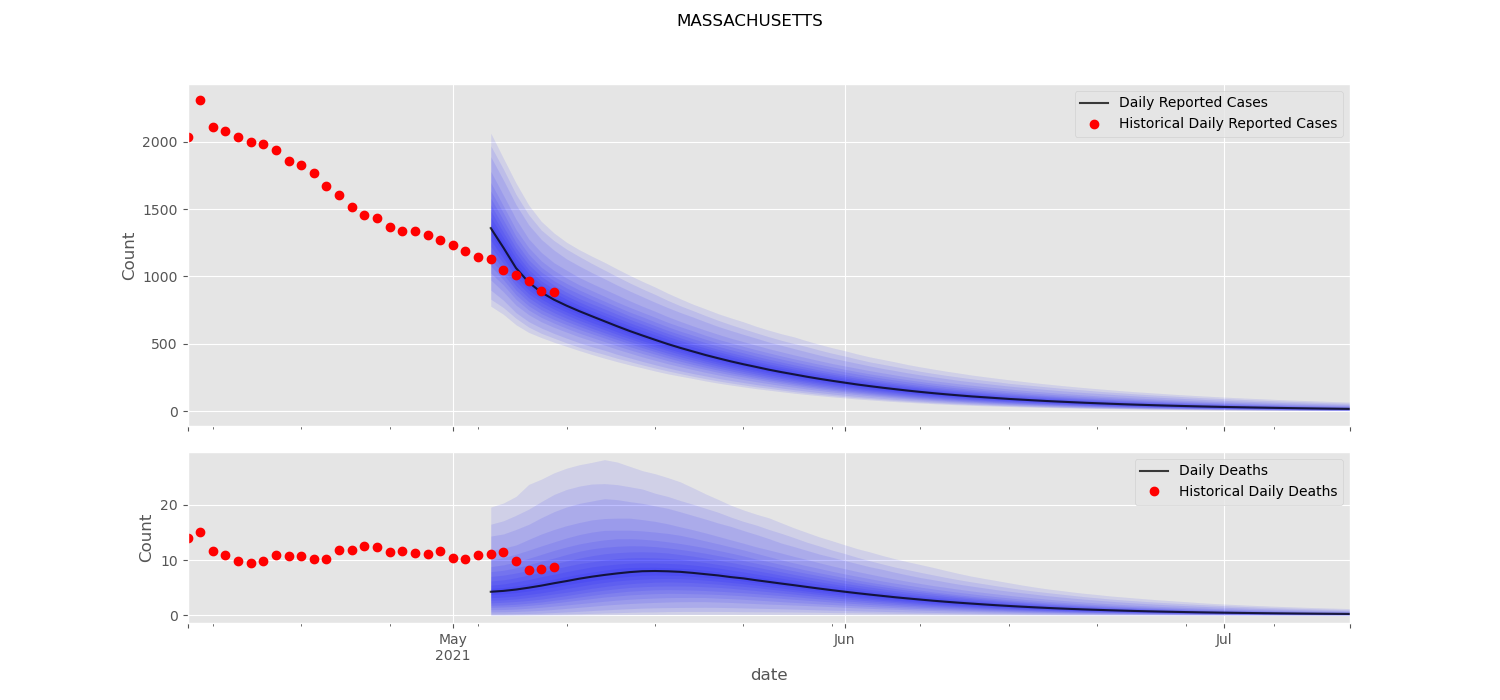 MASSACHUSETTS
Daily Reported Cases
Historical Daily Reported Cases
2000
1500
1000
500
0
Count
Daily Deaths
Historical Daily Deaths
20
10
0
Count
May
2021
Jun
Jul
date